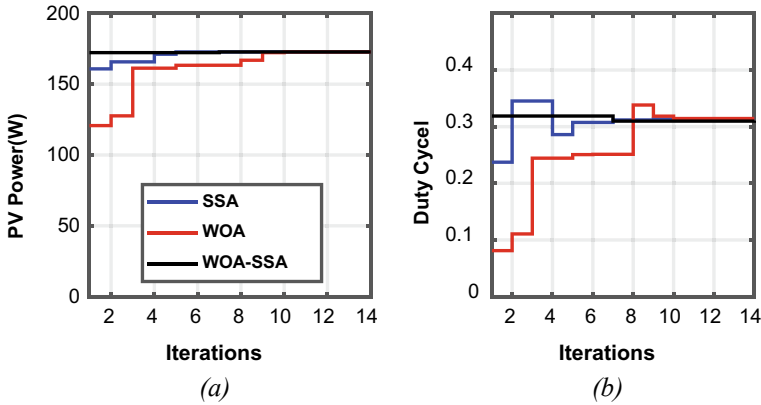 200
150
100
50
0
PV Power(W)
SSA
WOA
WOA-SSA
2 4 6 8 10 12 14
Iterations
(a)
0.4
0.3
0.2
0.1
0
Duty Cycel
2 4 6 8 10 12 14
Iterations
(b)